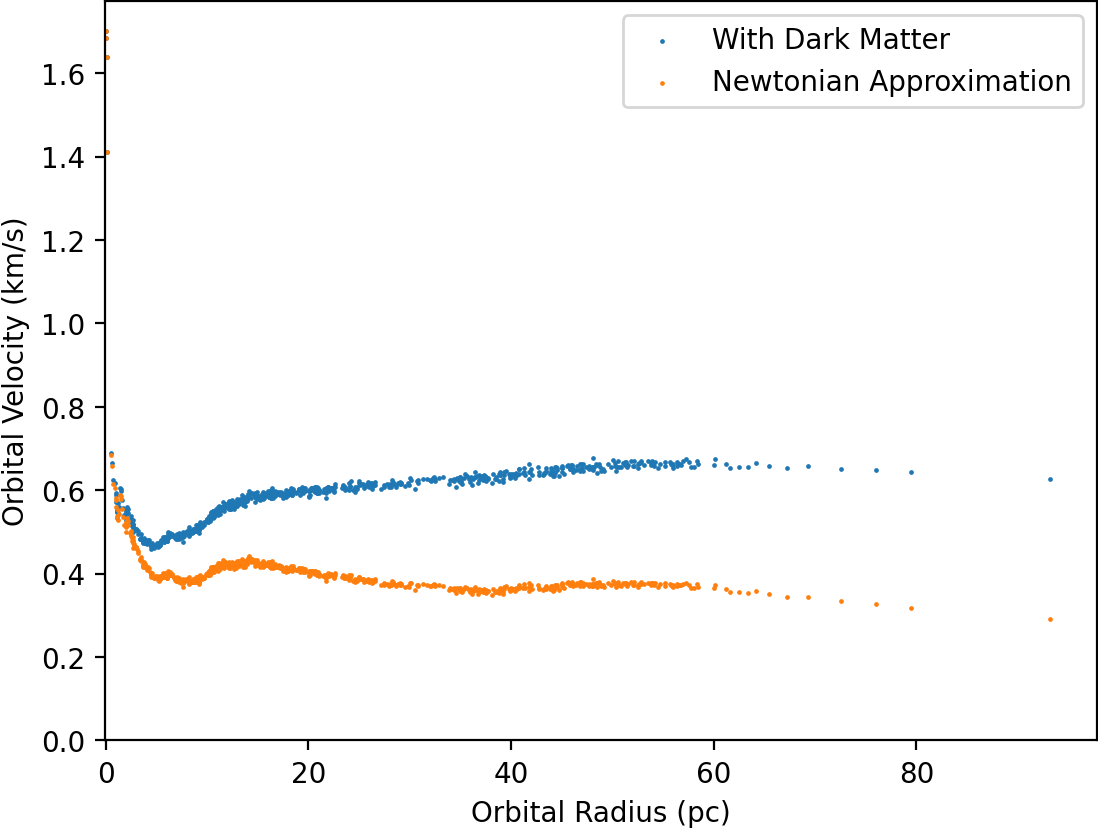 With Dark Matter
Newtonian Approximation
1.6
1.4
1.2
1.0
0.8
0.6
0.4
0.2
0.0
Orbital Velocity (km/s)
0 20 40 60 80
Orbital Radius (pc)